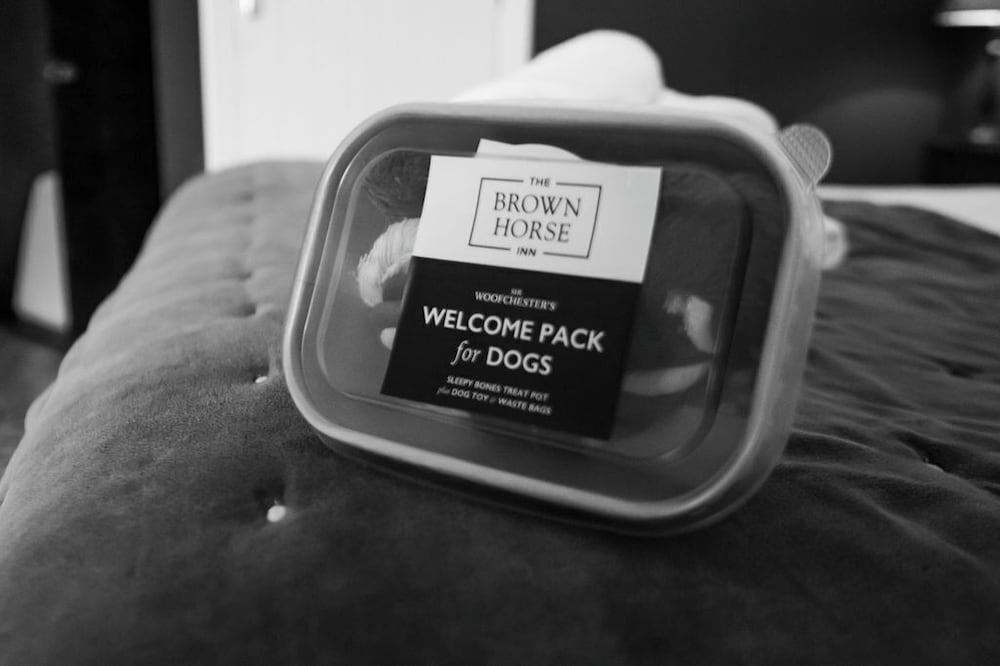 THE
BROWN
HORSE
INN
SIR
WOOFCHESTER'S
WELCOME PACK
for DOGS
SLEEPY BONES TREAT POT
plus DOG TOY & WASTE BAGS